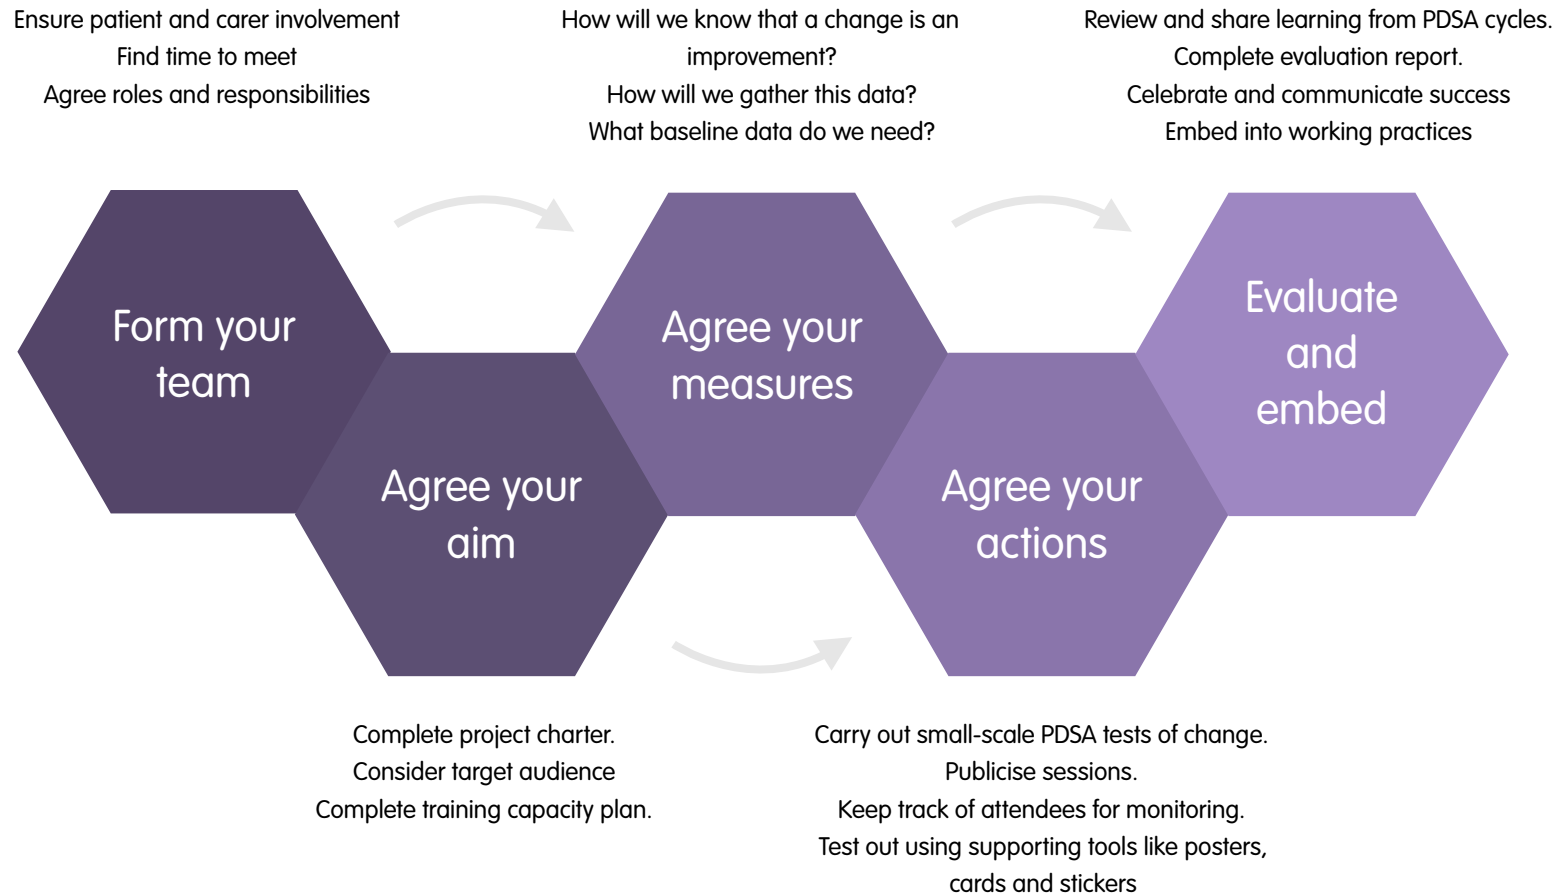 Ensure patient and carer involvement
Find time to meet
Agree roles and responsibilities
How will we know that a change is an
improvement?
How will we gather this data?
What baseline data do we need?
Review and share learning from PDSA cycles.
Complete evaluation report.
Celebrate and communicate success
Embed into working practices
Form your
team
Agree your
aim
Agree your
measures
Agree your
actions
Evaluate
and
embed
Complete project charter.
Consider target audience
Complete training capacity plan.
Carry out small-scale PDSA tests of change.
Publicise sessions.
Keep track of attendees for monitoring.
Test out using supporting tools like posters,
cards and stickers